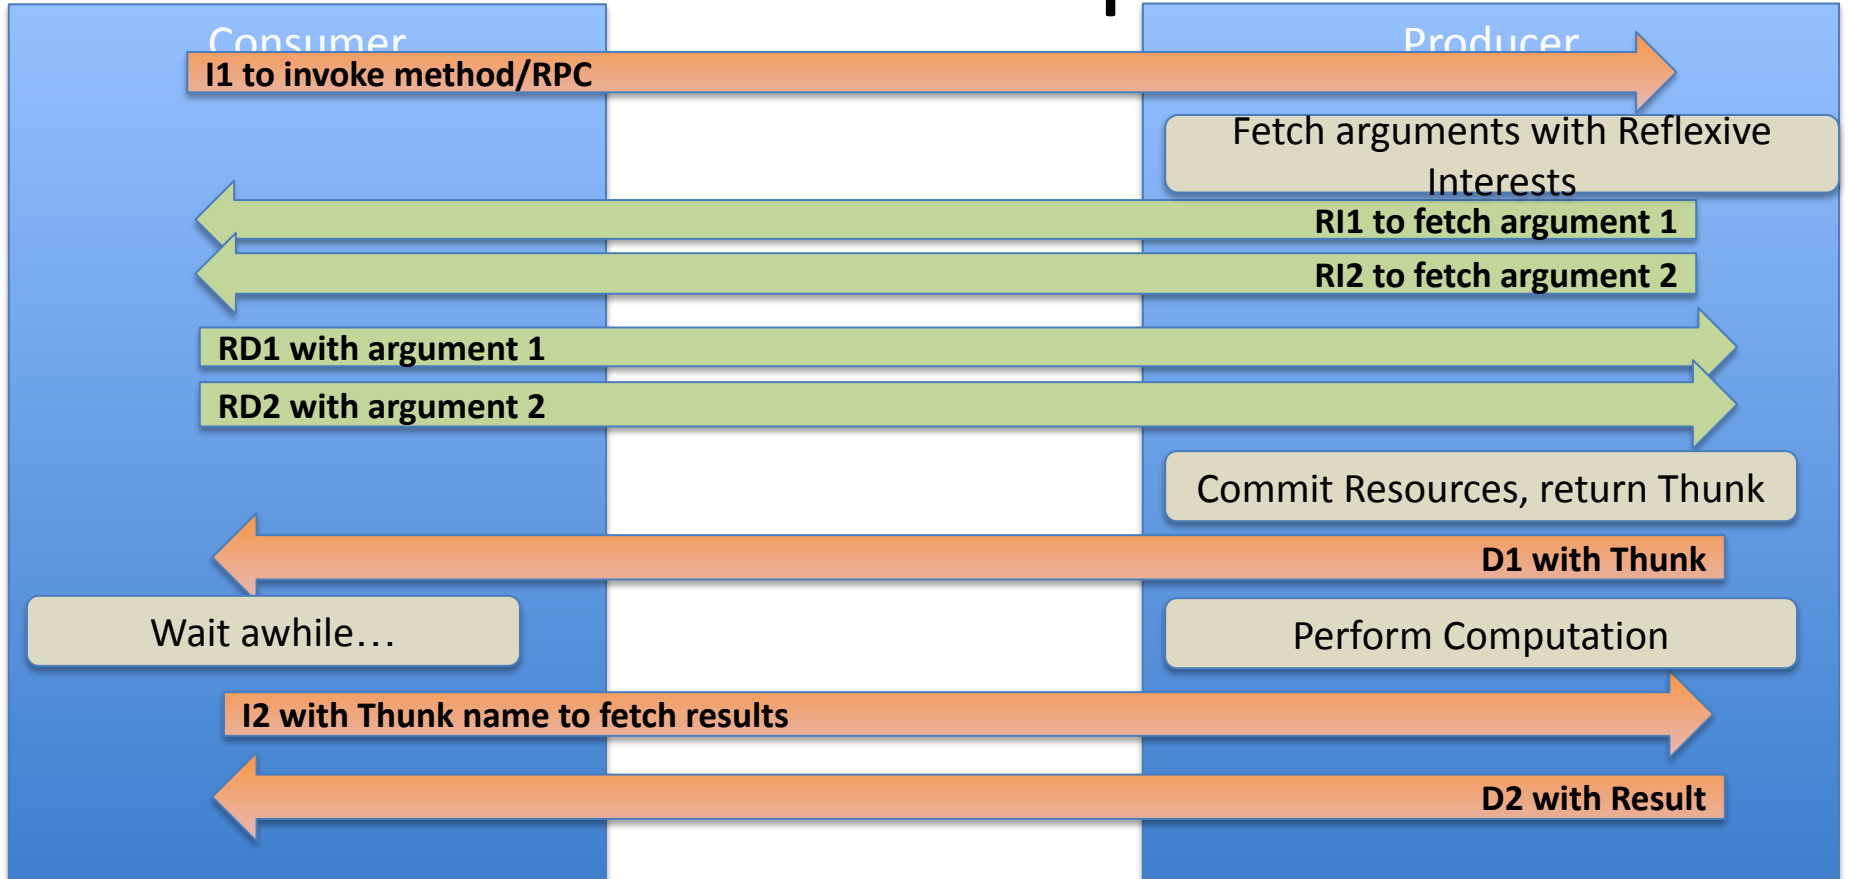 Consumer
Producer
I1 to invoke method/RPC
Fetch arguments with Reflexive
Interests
RI1 to fetch argument 1
RI2 to fetch argument 2
RD1 with argument 1
RD2 with argument 2
Commit Resources, return Thunk
D1 with Thunk
Wait awhile…
Perform Computation
I2 with Thunk name to fetch results
D2 with Result